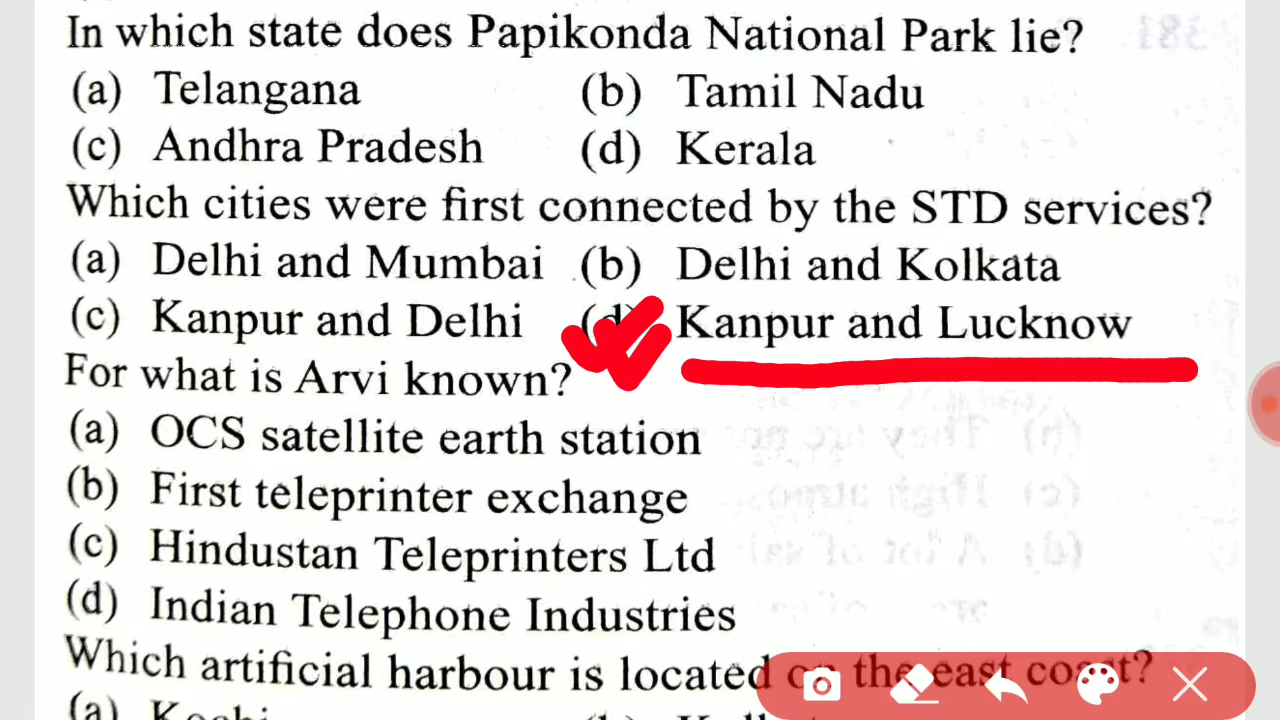 In which state does Papikonda National Park lie?
(a) Telangana (b) Tamil Nadu
(c) Andhra Pradesh (d) Kerala
Which cities were first connected by the STD services?
(a) Delhi and Mumbai (b) Delhi and Kolkata
(c) Kanpur and Delhi (d) Kanpur and Lucknow
For what is Arvi known?
(a) OCS satellite earth station
(b) First teleprinter exchange
(c) Hindustan Teleprinters Ltd
(d) Indian Telephone Industries
Which artificial harbour is located on the east coast?
(a) Kochi